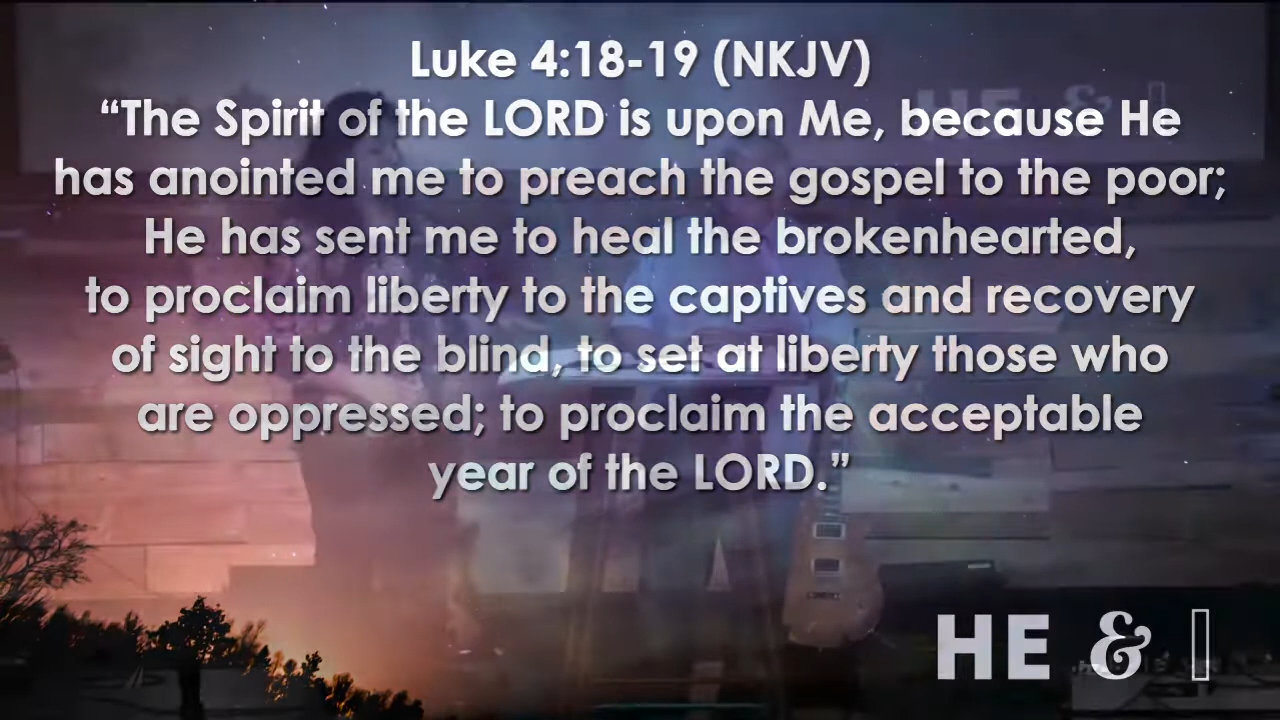 Luke 4:18-19 (NKJV)
“The Spirit of the LORD is upon Me, because He
has anointed me to preach the gospel to the poor;
He has sent me to heal the brokenhearted,
to proclaim liberty to the captives and recovery
of sight to the blind, to set at liberty those who
are oppressed; to proclaim the acceptable
year of the LORD.”
HE & I
HE & I